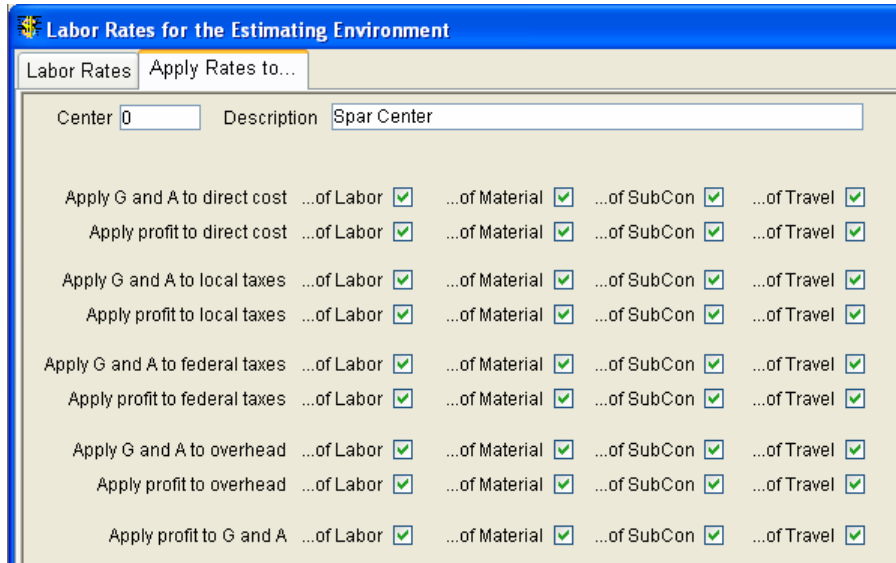 Labor Rates for the Estimating Environment
Labor Rates Apply Rates to...
Center 0 Description Spar Center
Apply G and A to direct cost ...of Labor ...of Material ...of SubCon ...of Travel
Apply profit to direct cost ...of Labor ...of Material ...of SubCon ...of Travel
Apply G and A to local taxes ...of Labor ...of Material ...of SubCon ...of Travel
Apply profit to local taxes ...of Labor ...of Material ...of SubCon ...of Travel
Apply G and A to federal taxes ...of Labor ...of Material ...of SubCon ...of Travel
Apply profit to federal taxes ...of Labor ...of Material ...of SubCon ...of Travel
Apply G and A to overhead ...of Labor ...of Material ...of SubCon ...of Travel
Apply profit to overhead ...of Labor ...of Material ...of SubCon ...of Travel
Apply profit to G and A ...of Labor ...of Material ...of SubCon ...of Travel